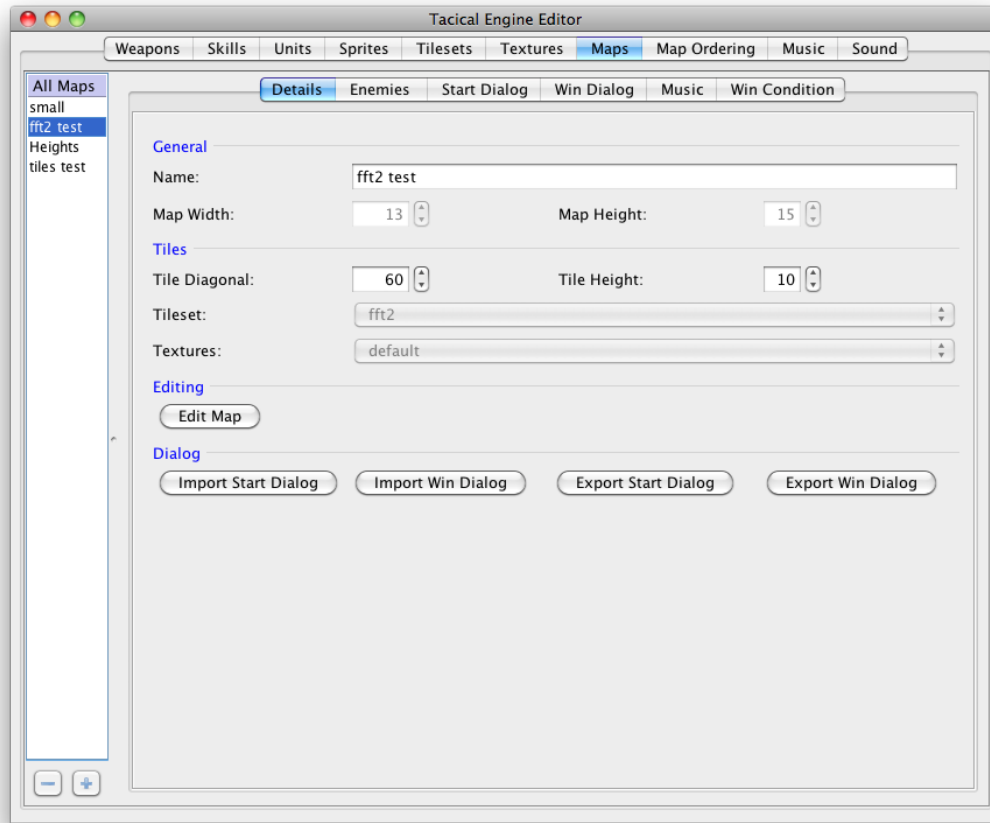 Tacical Engine Editor
Weapons Skills Units Sprites Tilesets Textures Maps Map Ordering Music Sound
All Maps
small
fft2 test
Heights
tiles test
Details Enemies Start Dialog Win Dialog Music Win Condition
General
Name: fft2 test
Map Width: 13 Map Height: 15
Tiles
Tile Diagonal: 60 Tile Height: 10
Tileset: fft2
Textures: default
Editing
Edit Map
Dialog
Import Start Dialog Import Win Dialog Export Start Dialog Export Win Dialog